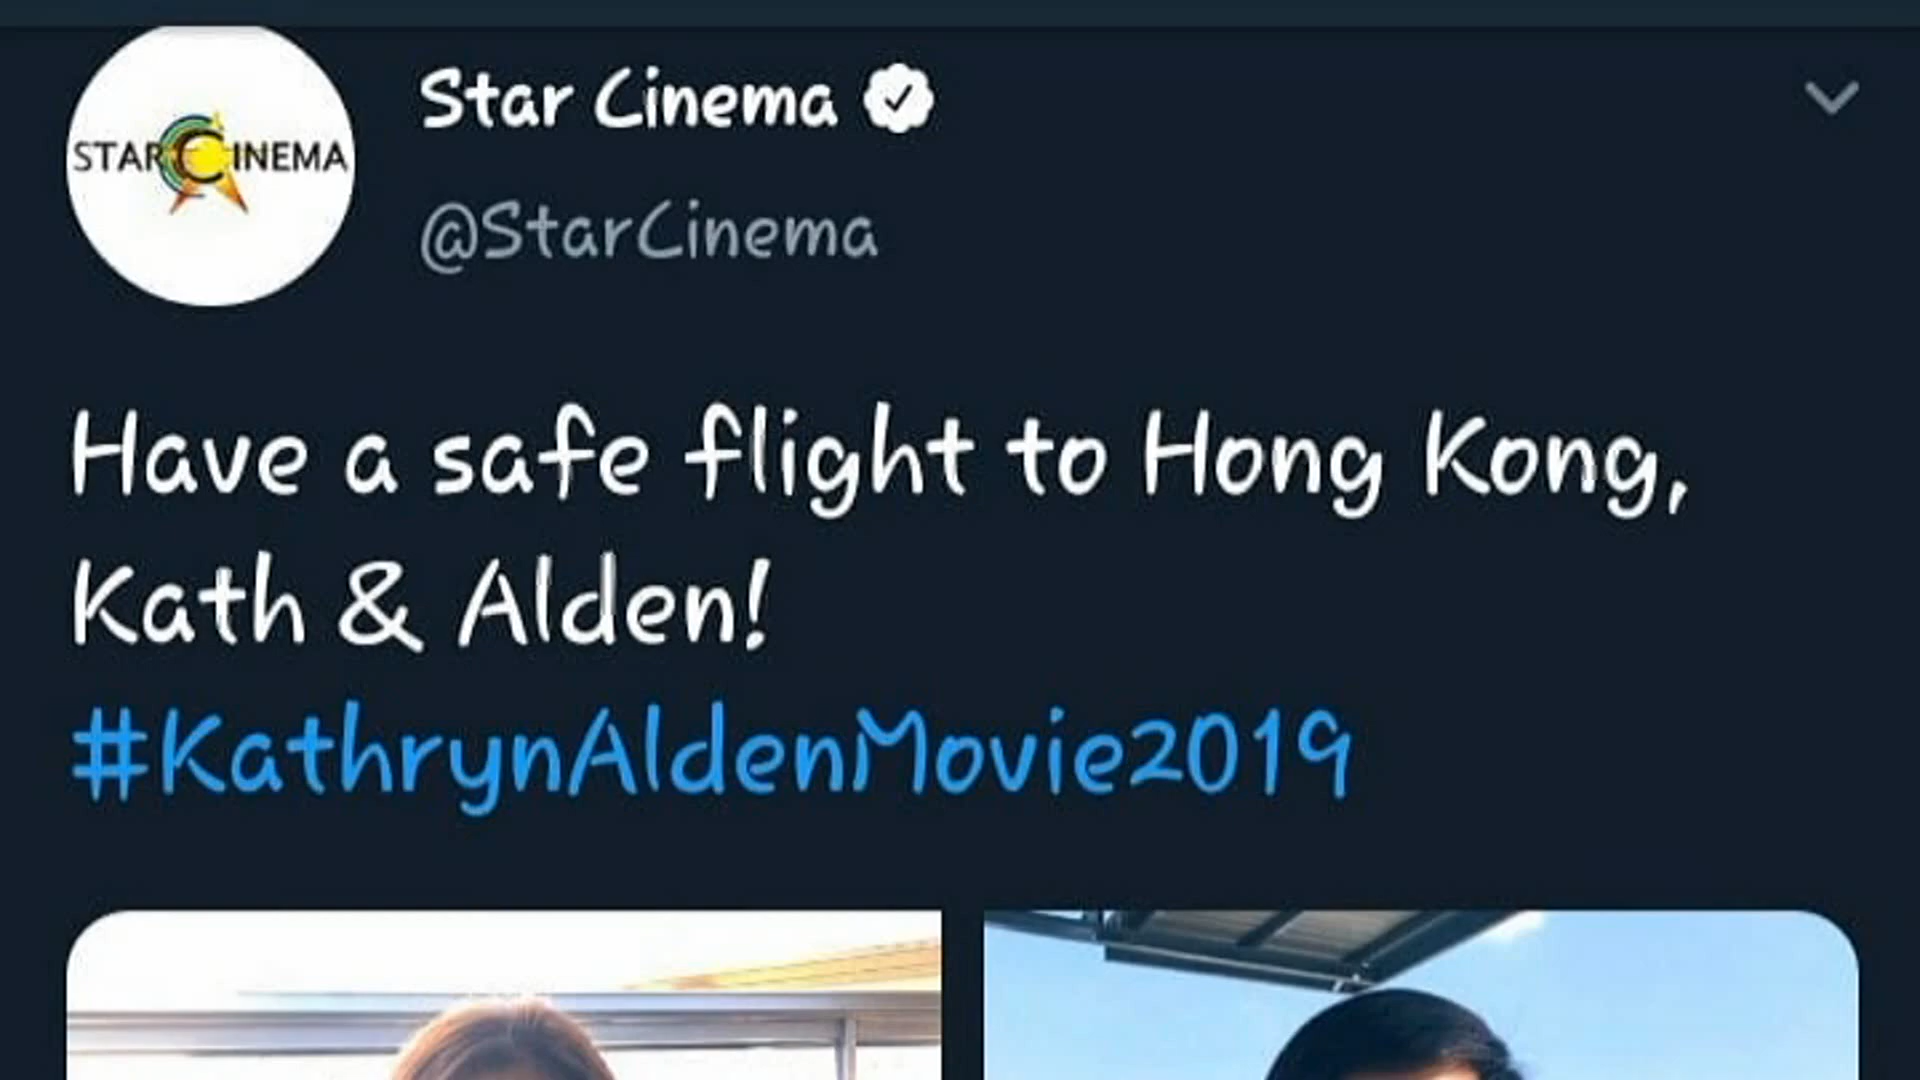 STAR CINEMA
Star Cinema
@StarCinema
Have a safe flight to Hong Kong,
Kath & Alden!
#KathrynAldenMovie2019